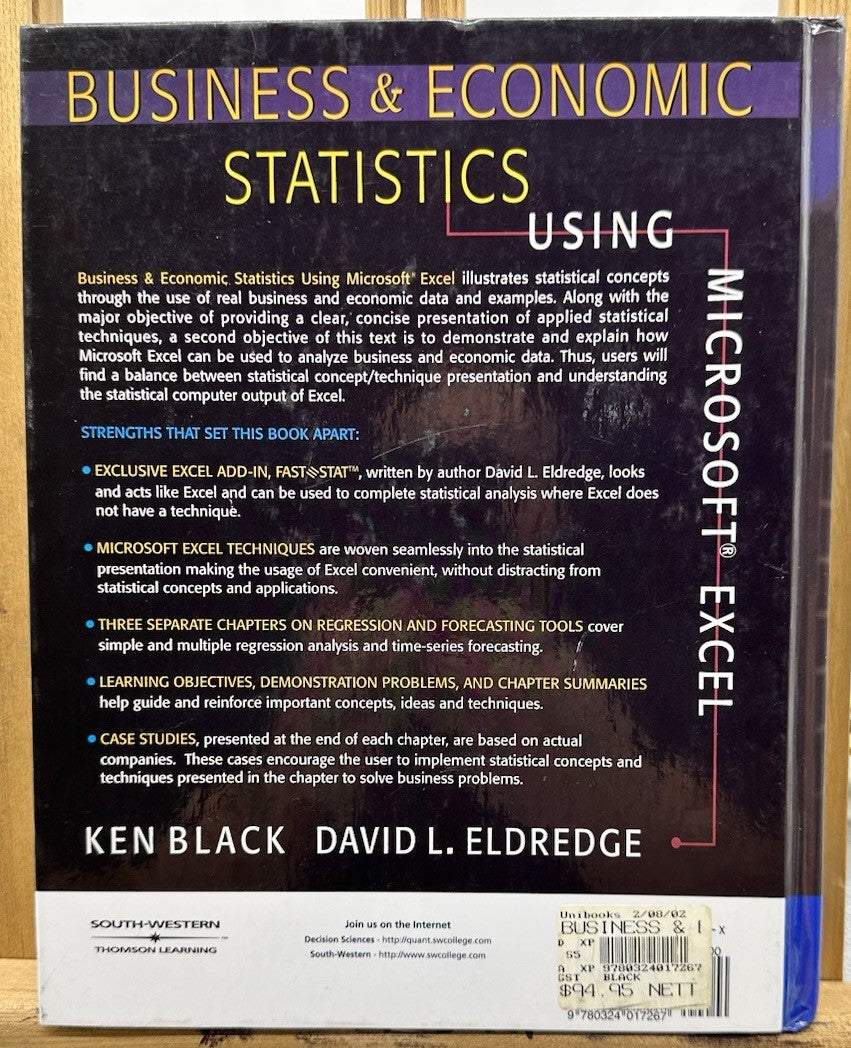 BUSINESS & ECONOMIC
STATISTICS
USING
MICROSOFT® EXCEL
Business & Economic Statistics Using Microsoft® Excel illustrates statistical concepts
through the use of real business and economic data and examples. Along with the
major objective of providing a clear, concise presentation of applied statistical
techniques, a second objective of this text is to demonstrate and explain how
Microsoft Excel can be used to analyze business and economic data. Thus, users will
find a balance between statistical concept/technique presentation and understanding
the statistical computer output of Excel.
STRENGTHS THAT SET THIS BOOK APART:
• EXCLUSIVE EXCEL ADD-IN, FAST STAT™, written by author David L. Eldredge, looks
and acts like Excel and can be used to complete statistical analysis where Excel does
not have a technique.
• MICROSOFT EXCEL TECHNIQUES are woven seamlessly into the statistical
presentation making the usage of Excel convenient, without distracting from
statistical concepts and applications.
• THREE SEPARATE CHAPTERS ON REGRESSION AND FORECASTING TOOLS cover
simple and multiple regression analysis and time-series forecasting.
• LEARNING OBJECTIVES, DEMONSTRATION PROBLEMS, AND CHAPTER SUMMARIES
help guide and reinforce important concepts, ideas and techniques.
• CASE STUDIES, presented at the end of each chapter, are based on actual
companies. These cases encourage the user to implement statistical concepts and
techniques presented in the chapter to solve business problems.
KEN BLACK DAVID L. ELDREDGE
SOUTH-WESTERN
THOMSON LEARNING
Join us on the Internet
Decision Sciences - http://quant.swcollege.com
South-Western - http://www.swcollege.com
Unibooks 2/08/02
BUSINESS & E
-X
D XP
S5
00
A XP 9780324017267
GST BLACK
$94.95 NETT
9 780324 017267